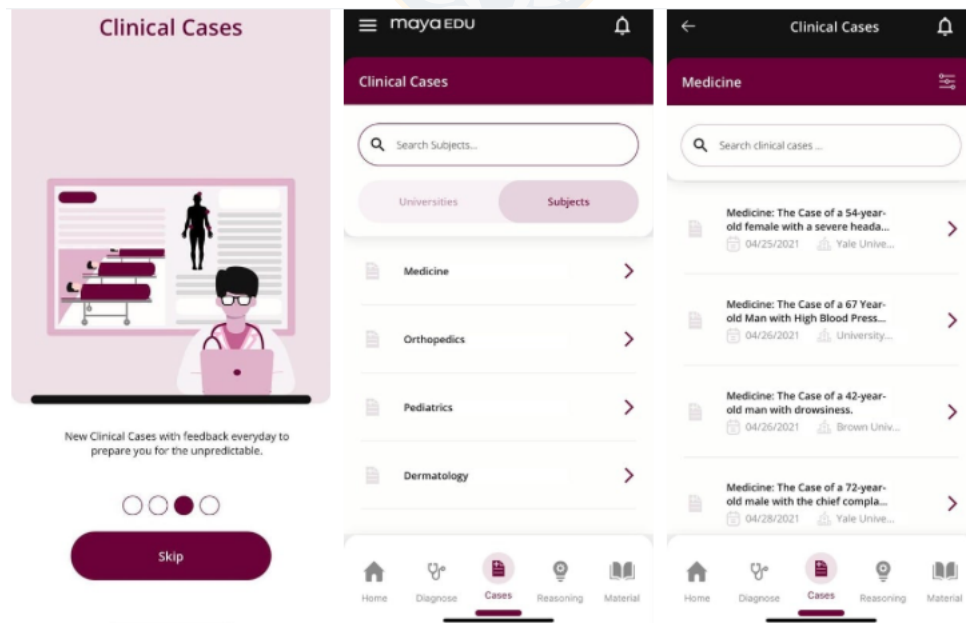 Clinical Cases
New Clinical Cases with feedback everyday to
prepare you for the unpredictable.
Skip
maya EDU
Clinical Cases
Search Subjects...
Universities
Subjects
Medicine
Orthopedics
Pediatrics
Dermatology
Home
Diagnose
Cases
Reasoning
Material
Clinical Cases
Medicine
Search clinical cases ...
Medicine: The Case of a 54-year-
old female with a severe heada...
04/25/2021 Yale Unive...
Medicine: The Case of a 67 Year-
old Man with High Blood Press...
04/26/2021 University...
Medicine: The Case of a 42-year-
old man with drowsiness.
04/26/2021 Brown Univ...
Medicine: The Case of a 72-year-
old male with the chief compla...
04/28/2021 Yale Unive...
Home
Diagnose
Cases
Reasoning
Material